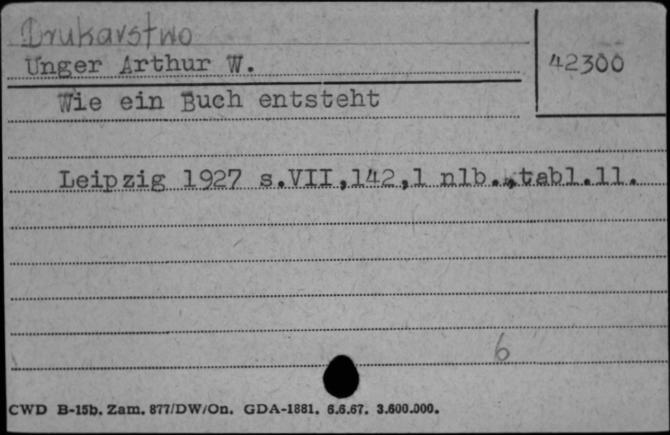 Drukarstwo
Unger Arthur W.
42300
Wie ein Buch entsteht
Leipzig 1927 s.VII,142,1 nlb.,tabl.11.
6
CWD B-15b. Zam. 877/DW/On. GDA-1881. 6.6.67. 3.600.000.